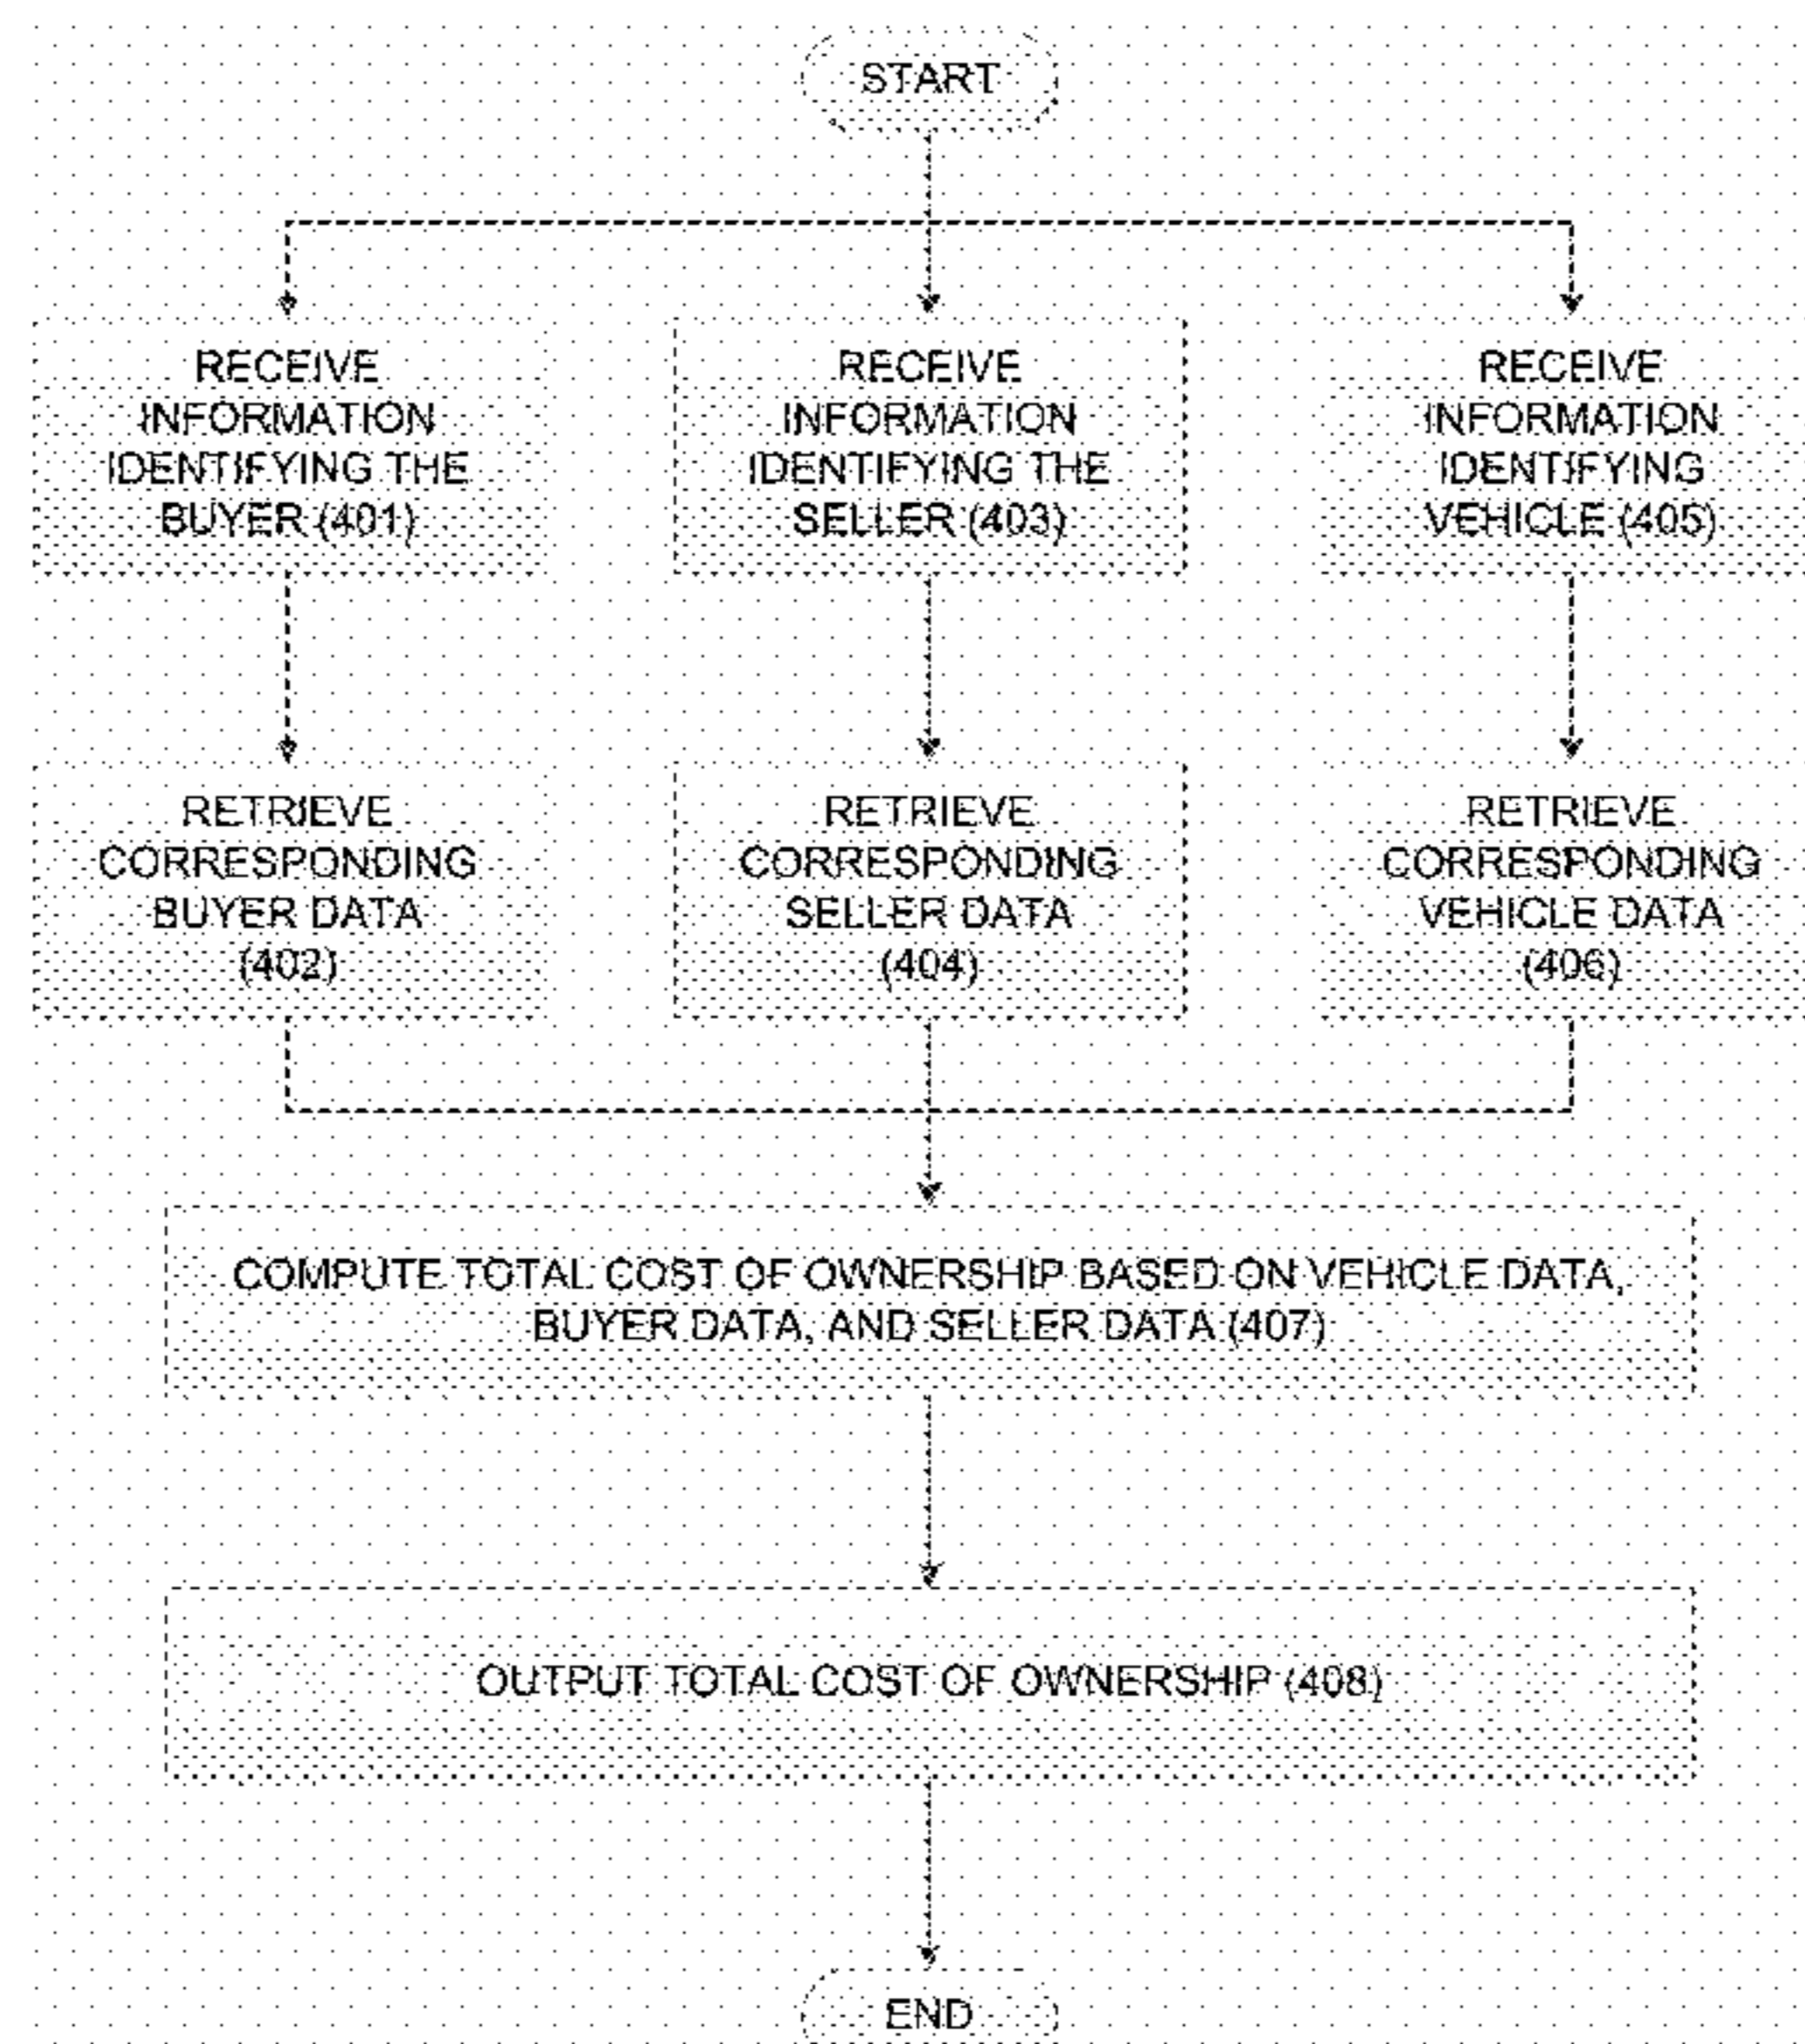 START
RECEIVE
INFORMATION
IDENTIFYING THE
BUYER (401)
RECEIVE
INFORMATION
IDENTIFYING THE
SELLER (403)
RECEIVE
INFORMATION
IDENTIFYING
VEHICLE (405)
RETRIEVE
CORRESPONDING
BUYER DATA
(402)
RETRIEVE
CORRESPONDING
SELLER DATA
(404)
RETRIEVE
CORRESPONDING
VEHICLE DATA
(406)
COMPUTE TOTAL COST OF OWNERSHIP BASED ON VEHICLE DATA,
BUYER DATA, AND SELLER DATA (407)
OUTPUT TOTAL COST OF OWNERSHIP (408)
END